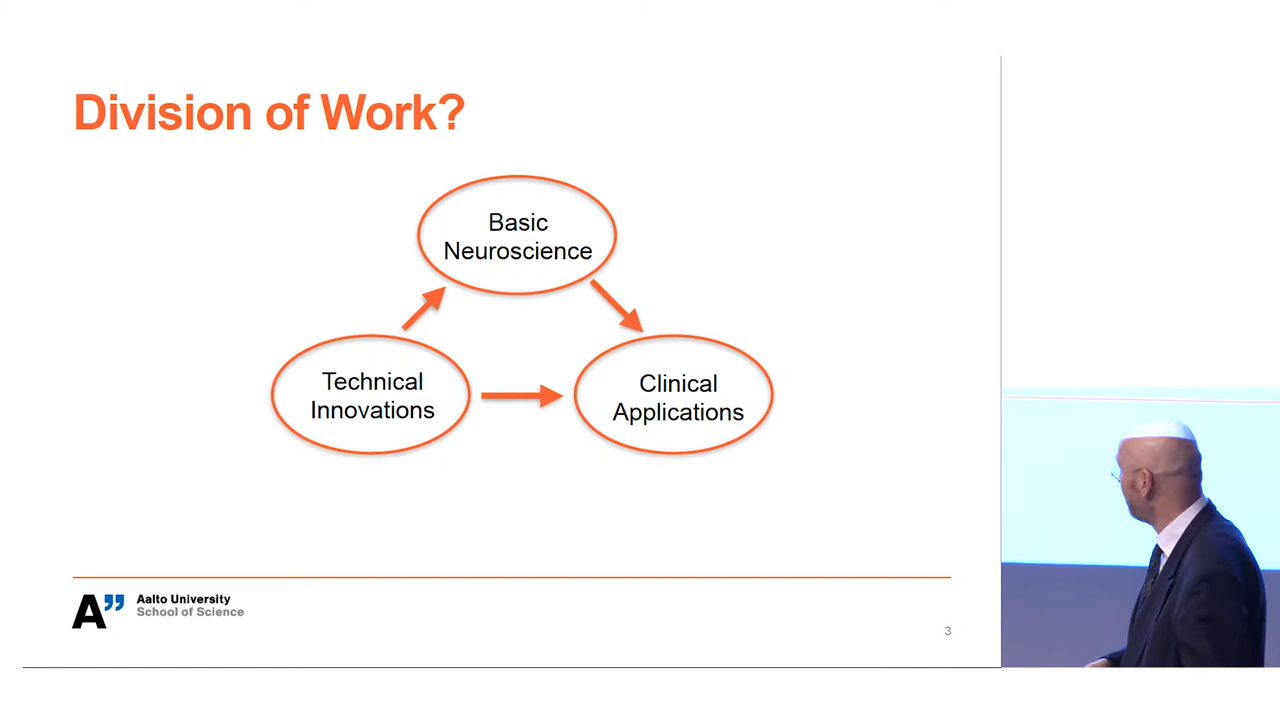 Division of Work?
Basic
Neuroscience
Technical
Innovations
Clinical
Applications
A”
Aalto University
School of Science
3